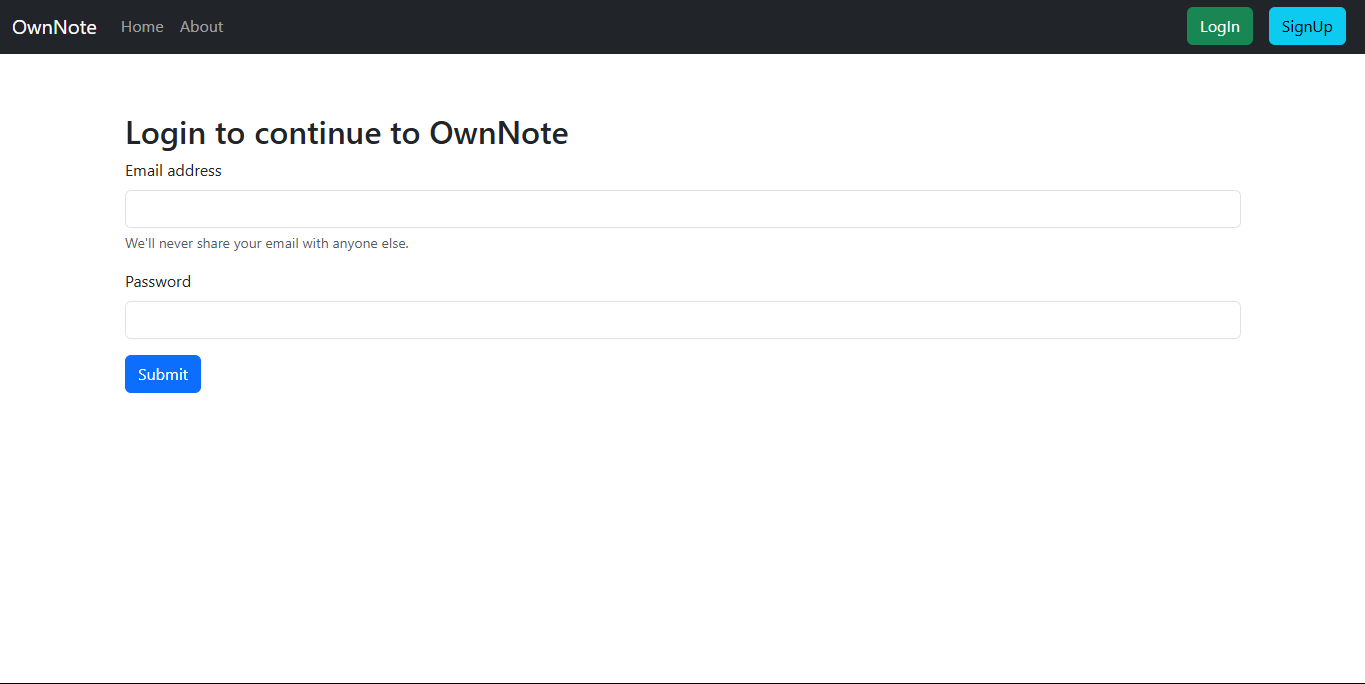 OwnNote Home About LogIn SignUp
Login to continue to OwnNote
Email address
We'll never share your email with anyone else.
Password
Submit